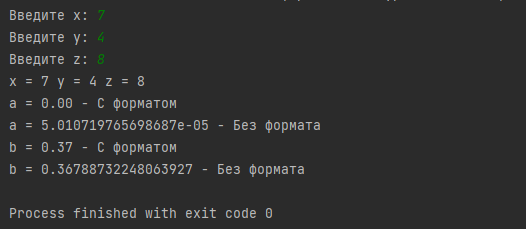 Введите x: 7
Введите y: 4
Введите z: 8
x = 7 y = 4 z = 8
a = 0.00 - С форматом
a = 5.010719765698687e-05 - Без формата
b = 0.37 - С форматом
b = 0.36788732248063927 - Без формата
Process finished with exit code 0